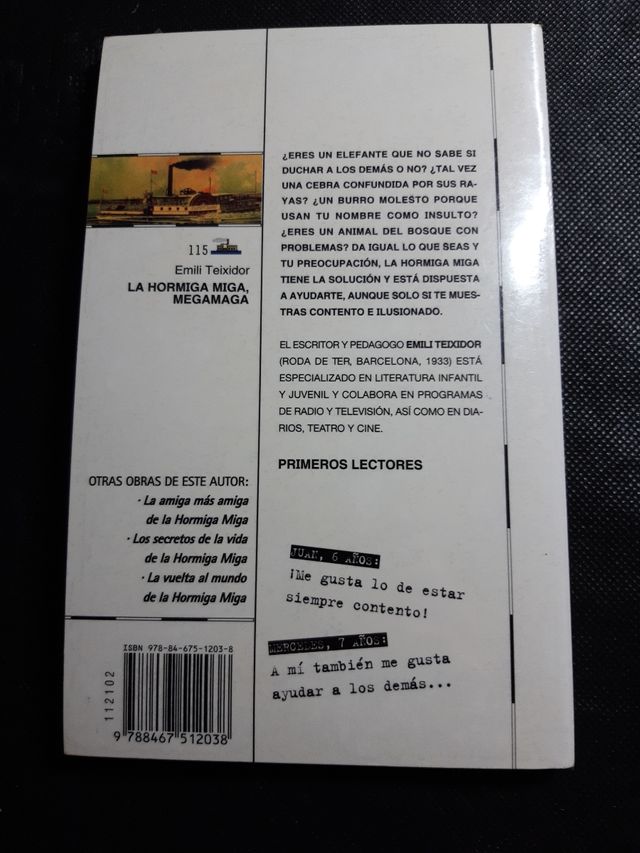 115
Emili Teixidor
LA HORMIGA MIGA,
MEGAMAGA
¿ERES UN ELEFANTE QUE NO SABE SI
DUCHAR A LOS DEMÁS O NO? ¿TAL VEZ
UNA CEBRA CONFUNDIDA POR SUS RA-
YAS? ¿UN BURRO MOLESTO PORQUE
USAN TU NOMBRE COMO INSULTO?
¿ERES UN ANIMAL DEL BOSQUE CON
PROBLEMAS? DA IGUAL LO QUE SEAS Y
TU PREOCUPACIÓN, LA HORMIGA MIGA
TIENE LA SOLUCIÓN Y ESTÁ DISPUESTA
A AYUDARTE, AUNQUE SOLO SI TE MUES-
TRAS CONTENTO E ILUSIONADO.
EL ESCRITOR Y PEDAGOGO EMILI TEIXIDOR
(RODA DE TER, BARCELONA, 1933) ESTÁ
ESPECIALIZADO EN LITERATURA INFANTIL
Y JUVENIL Y COLABORA EN PROGRAMAS
DE RADIO Y TELEVISIÓN, ASÍ COMO EN DIA-
RIOS, TEATRO Y CINE.
PRIMEROS LECTORES
OTRAS OBRAS DE ESTE AUTOR:
· La amiga más amiga
de la Hormiga Miga
· Los secretos de la vida
de la Hormiga Miga
· La vuelta al mundo
de la Hormiga Miga
JUAN, 6 AÑOS:
¡Me gusta lo de estar
siempre contento!
MERCEDES, 7 AÑOS:
A mí también me gusta
ayudar a los demás...
ISBN 978-84-675-1203-8
112102
9 788467 512038